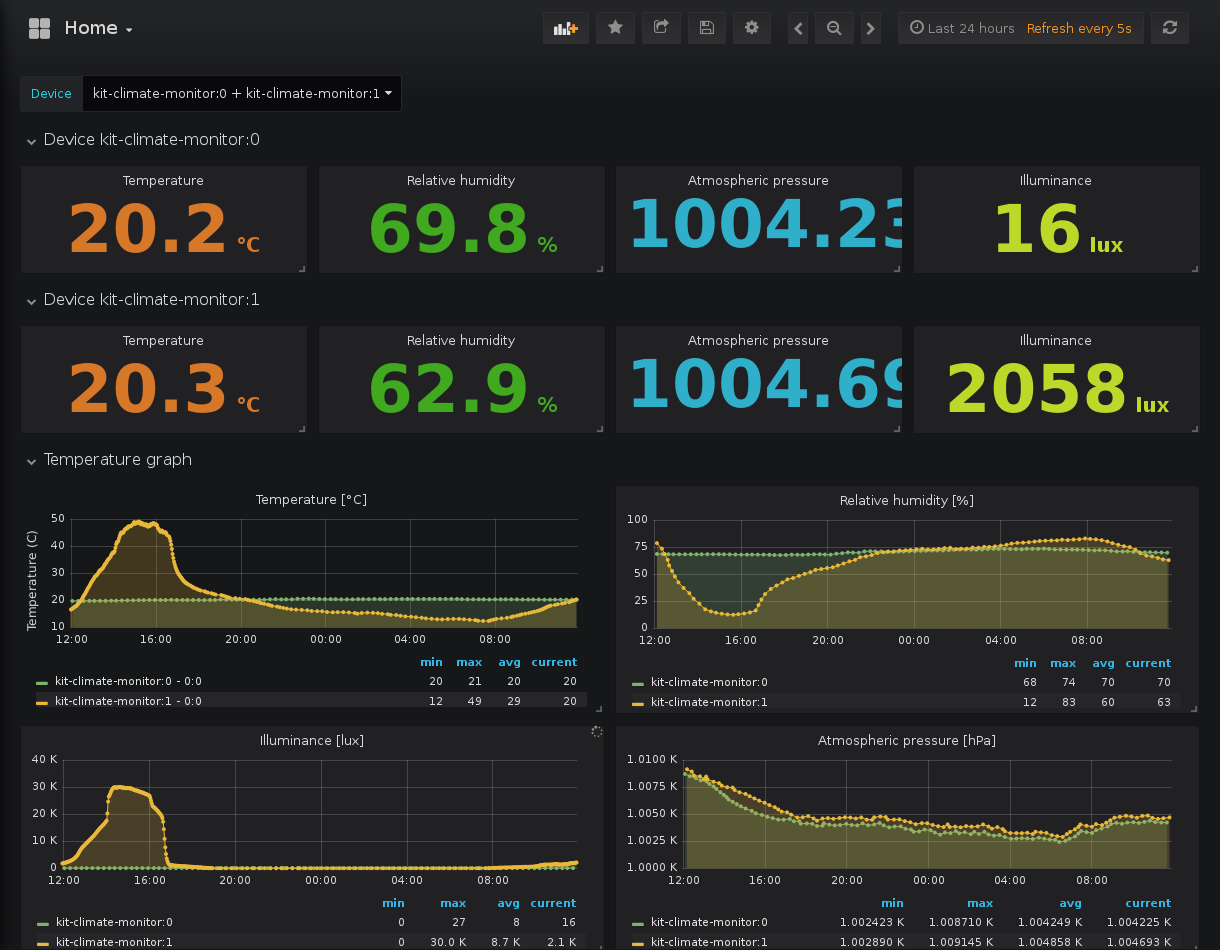 Home
Last 24 hours Refresh every 5s
Device kit-climate-monitor:0 + kit-climate-monitor:1
Device kit-climate-monitor:0
Temperature Relative humidity Atmospheric pressure Illuminance
20.2 °C 69.8 % 1004.23 16 lux
Device kit-climate-monitor:1
Temperature Relative humidity Atmospheric pressure Illuminance
20.3 °C 62.9 % 1004.69 2058 lux
Temperature graph
Temperature [°C]
Temperature (C)
50
40
30
20
10
12:00 16:00 20:00 00:00 04:00 08:00
min max avg current
kit-climate-monitor:0 - 0:0 20 21 20 20
kit-climate-monitor:1 - 0:0 12 49 29 20
Relative humidity [%]
100
75
50
25
0
12:00 16:00 20:00 00:00 04:00 08:00
min max avg current
kit-climate-monitor:0 68 74 70 70
kit-climate-monitor:1 12 83 60 63
Illuminance [lux]
40 K
30 K
20 K
10 K
0
12:00 16:00 20:00 00:00 04:00 08:00
min max avg current
kit-climate-monitor:0 0 27 8 16
kit-climate-monitor:1 0 30.0 K 8.7 K 2.1 K
Atmospheric pressure [hPa]
1.0100 K
1.0075 K
1.0050 K
1.0025 K
1.0000 K
12:00 16:00 20:00 00:00 04:00 08:00
min max avg current
kit-climate-monitor:0 1.002423 K 1.008710 K 1.004249 K 1.004225 K
kit-climate-monitor:1 1.002890 K 1.009145 K 1.004858 K 1.004693 K